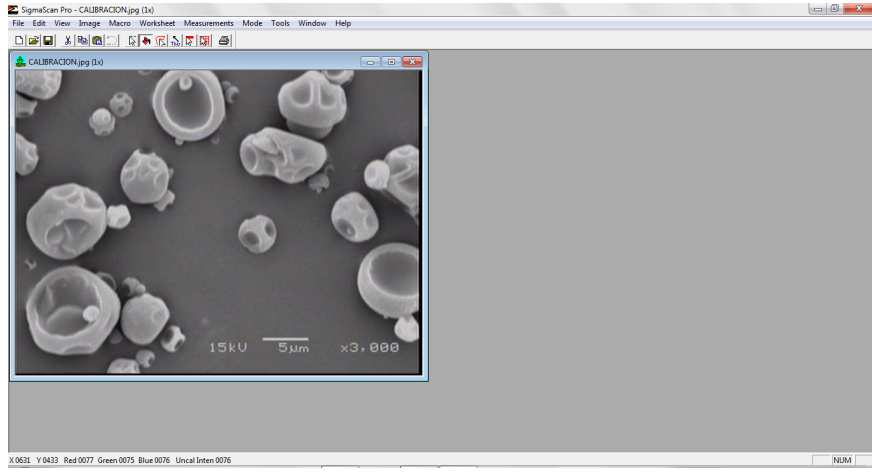 SigmaScan Pro - CALIBRACION.jpg (1x)
File Edit View Image Macro Worksheet Measurements Mode Tools Window Help
CALIBRACION.jpg (1x)
15kU 5µm x3,000
X 0631 Y 0433 Red 0077 Green 0075 Blue 0076 Uncal Inten 0076 NUM